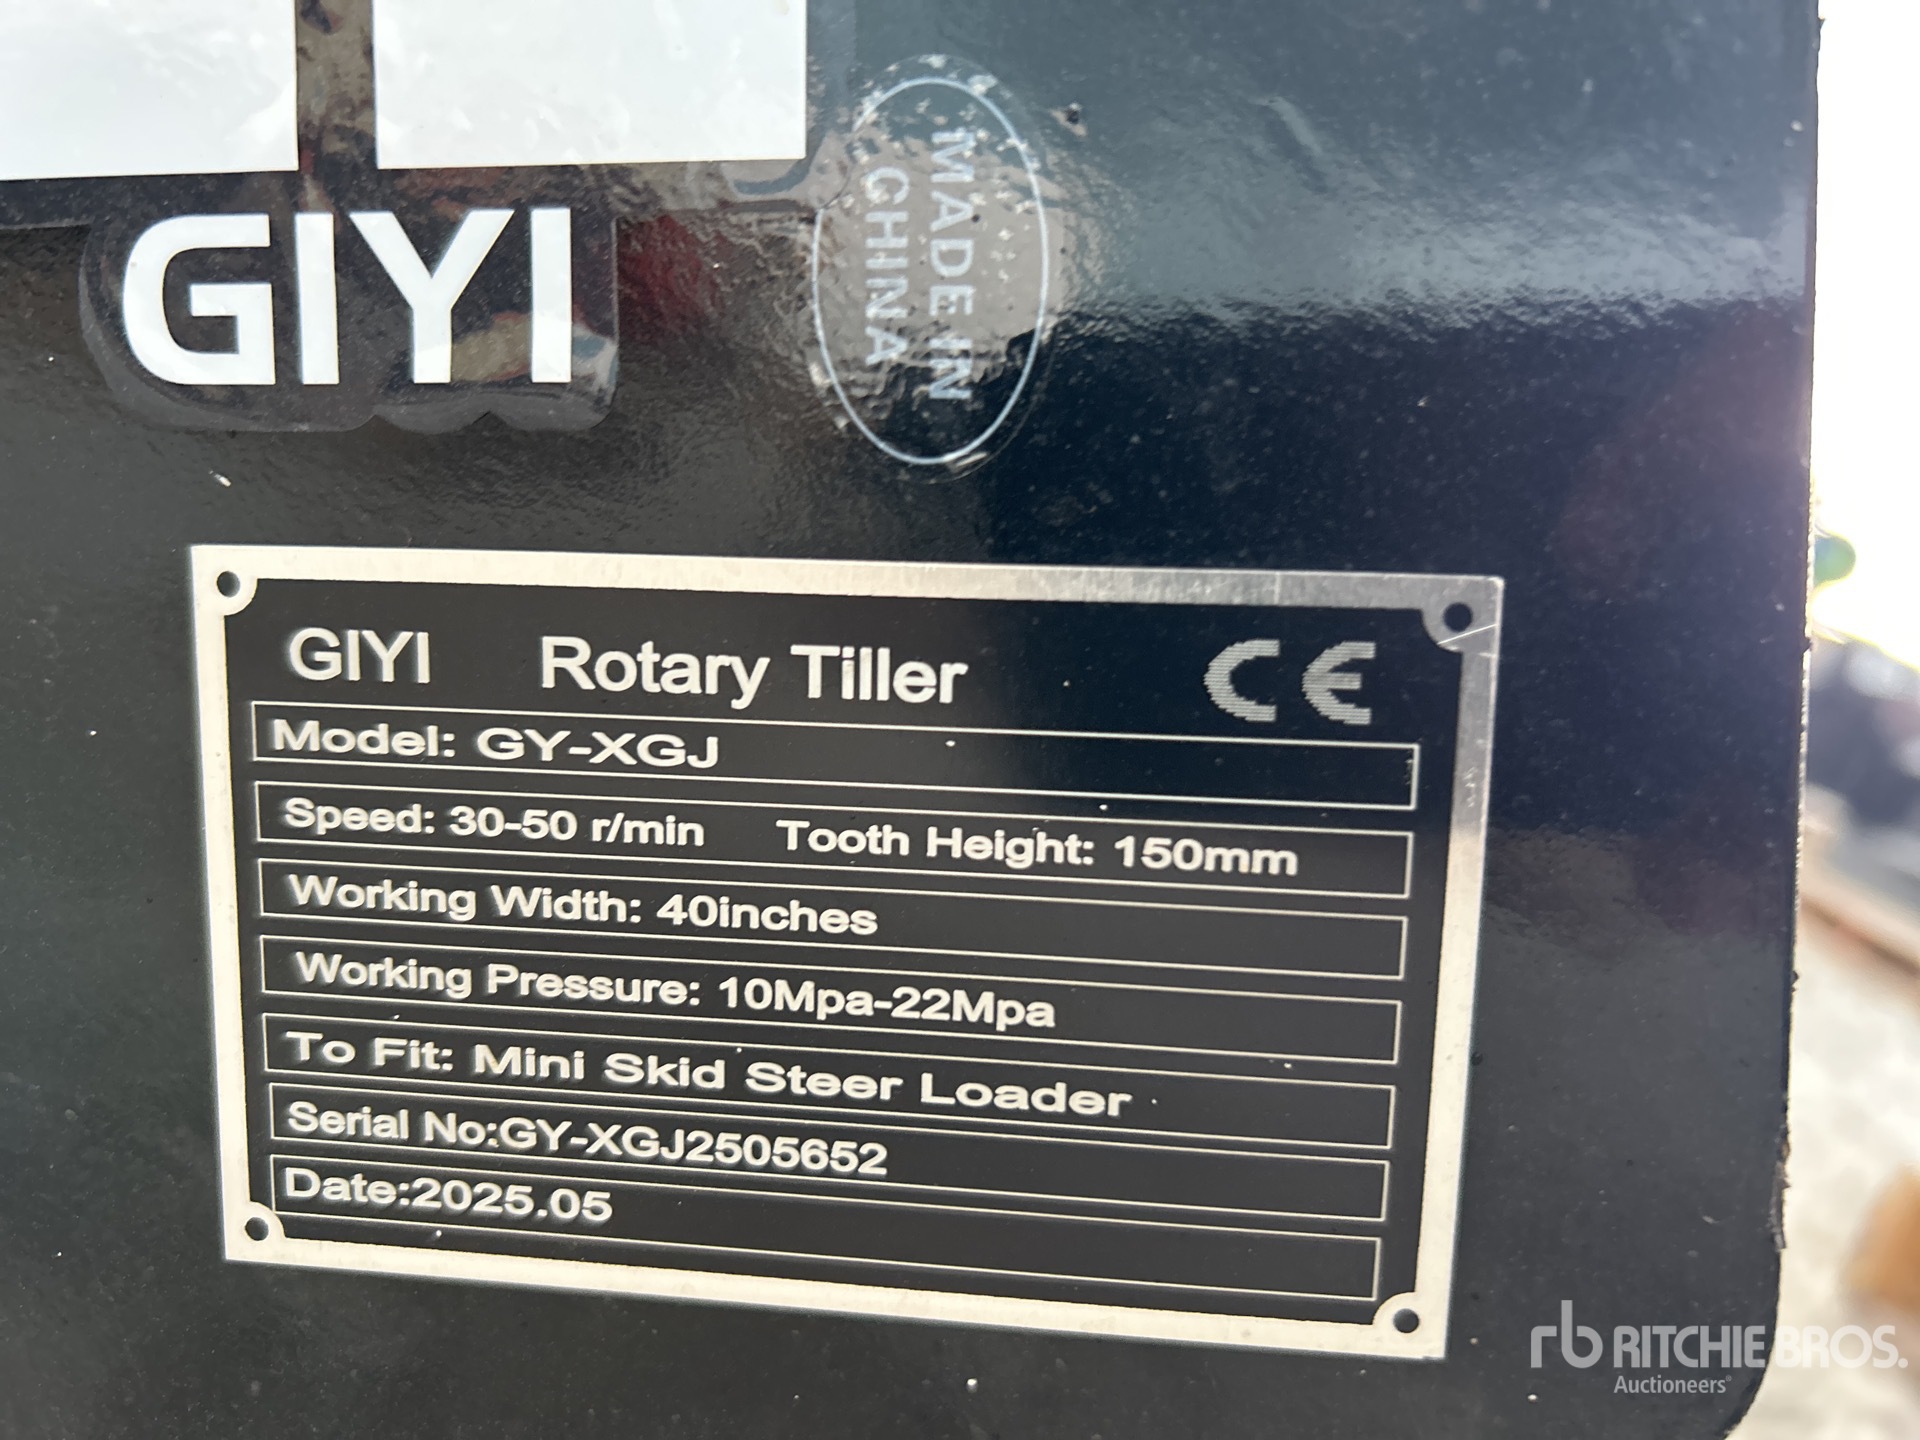 GIYI
MADE IN
CHINA
GIYI Rotary Tiller CE
Model: GY-XGJ
Speed: 30-50 r/min Tooth Height: 150mm
Working Width: 40inches
Working Pressure: 10Mpa-22Mpa
To Fit: Mini Skid Steer Loader
Serial No:GY-XGJ2505652
Date:2025.05
rb RITCHIE BROS.
Auctioneers